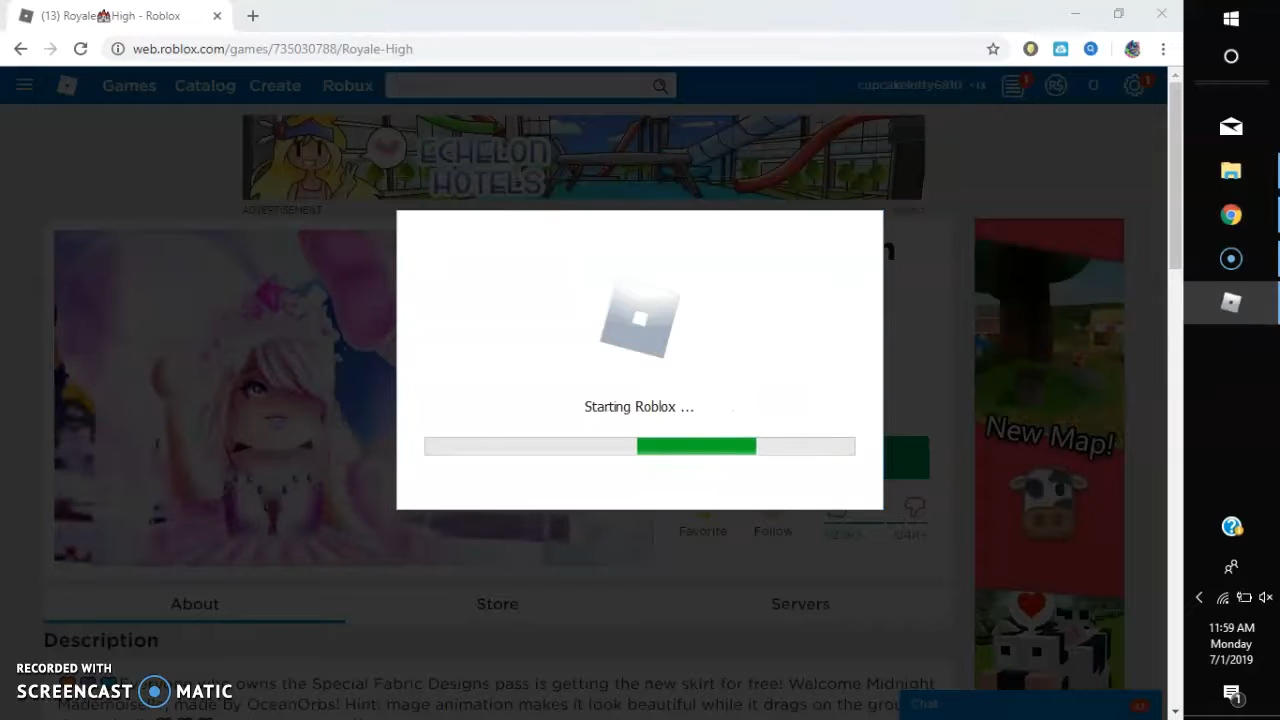 (13) Royale High - Roblox
web.roblox.com/games/735030788/Royale-High
Games Catalog Create Robux
ECHELON
HOTELS
ADVERTISEMENT
Starting Roblox ...
New Map!
Favorite Follow
About Store Servers
Description
who owns the Special Fabric Designs pass is getting the new skirt for free! Welcome Midnight
made by OceanOrbs! Hint: mage animation makes it look beautiful while it drags on the
Chat
RECORDED WITH
SCREENCAST MATIC
11:59 AM
Monday
7/1/2019